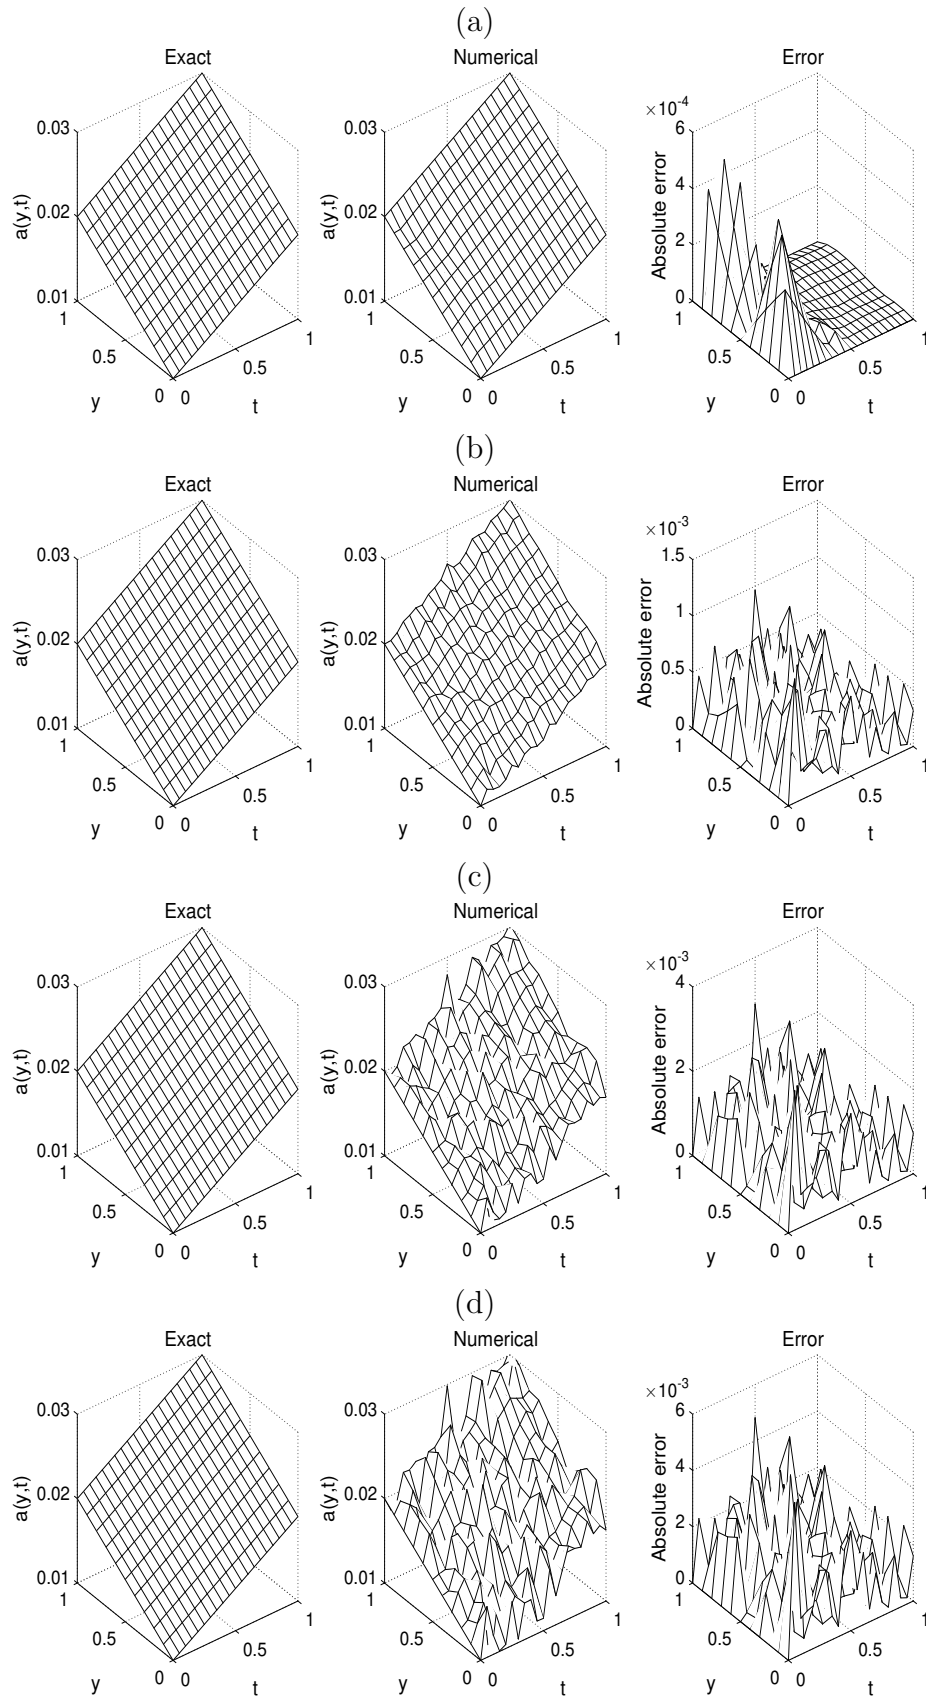 (a)
Exact
Numerical
Error
0.03
0.02
0.01
a(y,t)
1
0.5
0
y
0
0.5
1
t
0.03
0.02
0.01
a(y,t)
1
0.5
0
y
0
0.5
1
t
×10-4
6
4
2
0
Absolute error
1
0.5
0
y
0
0.5
1
t
(b)
Exact
Numerical
Error
0.03
0.02
0.01
a(y,t)
1
0.5
0
y
0
0.5
1
t
0.03
0.02
0.01
a(y,t)
1
0.5
0
y
0
0.5
1
t
×10-3
1.5
1
0.5
0
Absolute error
1
0.5
0
y
0
0.5
1
t
(c)
Exact
Numerical
Error
0.03
0.02
0.01
a(y,t)
1
0.5
0
y
0
0.5
1
t
0.03
0.02
0.01
a(y,t)
1
0.5
0
y
0
0.5
1
t
×10-3
4
2
0
Absolute error
1
0.5
0
y
0
0.5
1
t
(d)
Exact
Numerical
Error
0.03
0.02
0.01
a(y,t)
1
0.5
0
y
0
0.5
1
t
0.03
0.02
0.01
a(y,t)
1
0.5
0
y
0
0.5
1
t
×10-3
6
4
2
0
Absolute error
1
0.5
0
y
0
0.5
1
t